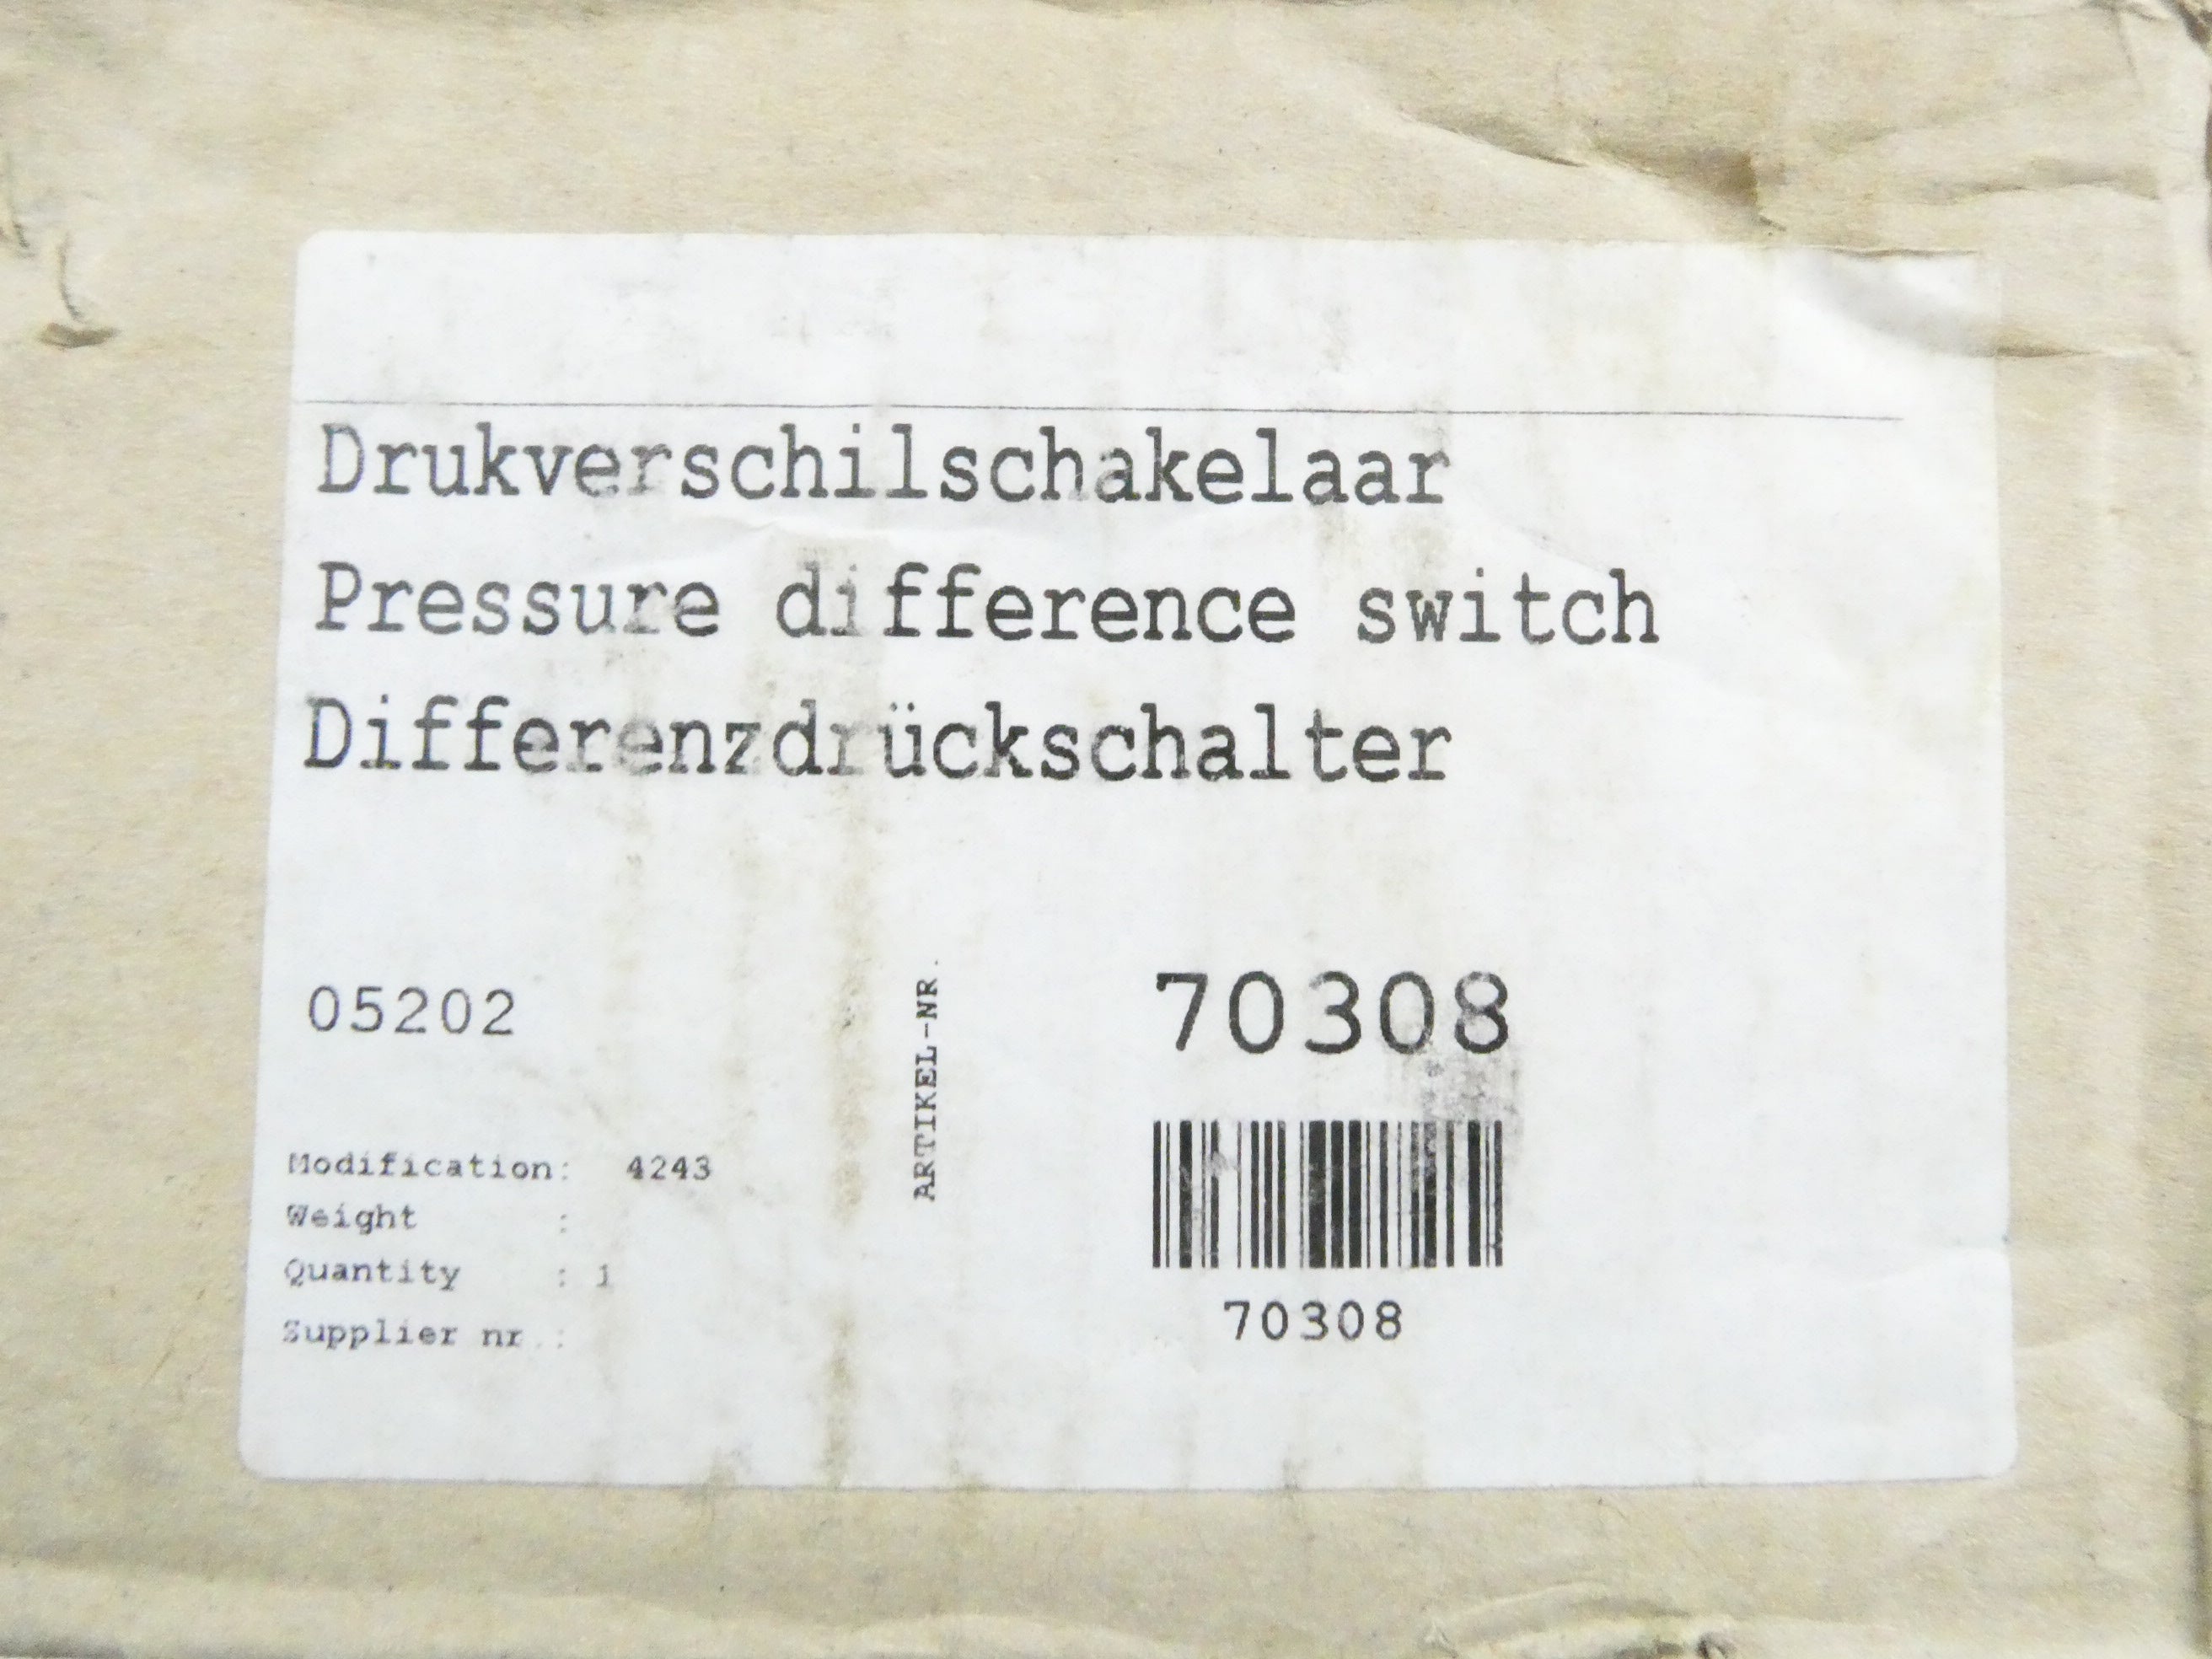 Drukverschilschakelaar
Pressure difference switch
Differenzdrückschalter
05202
ARTIKEL-NR.
70308
Modification: 4243
Weight :
Quantity : 1
Supplier nr.:
70308